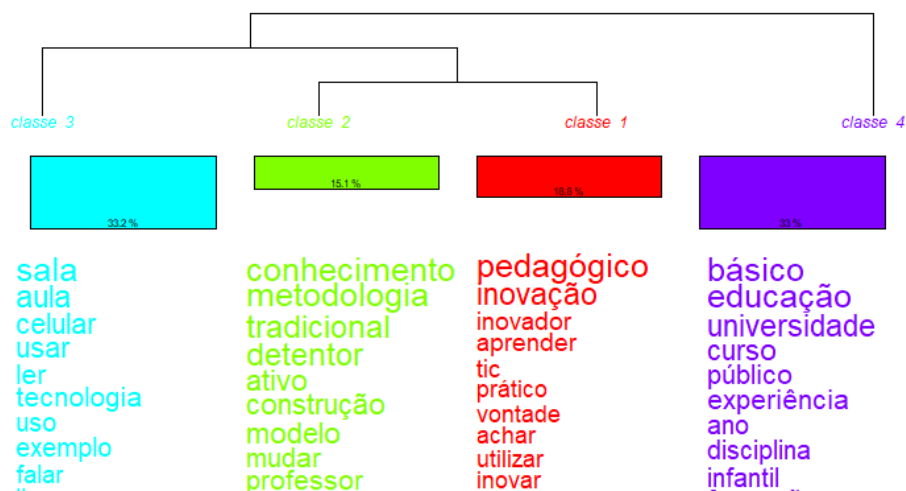 classe 3
classe 2
classe 1
classe 4
33.2 %
15.1 %
18.8 %
33 %
sala
aula
celular
usar
ler
tecnologia
uso
exemplo
falar
conhecimento
metodologia
tradicional
detentor
ativo
construção
modelo
mudar
professor
pedagógico
inovação
inovador
aprender
tic
prático
vontade
achar
utilizar
inovar
básico
educação
universidade
curso
público
experiência
ano
disciplina
infantil